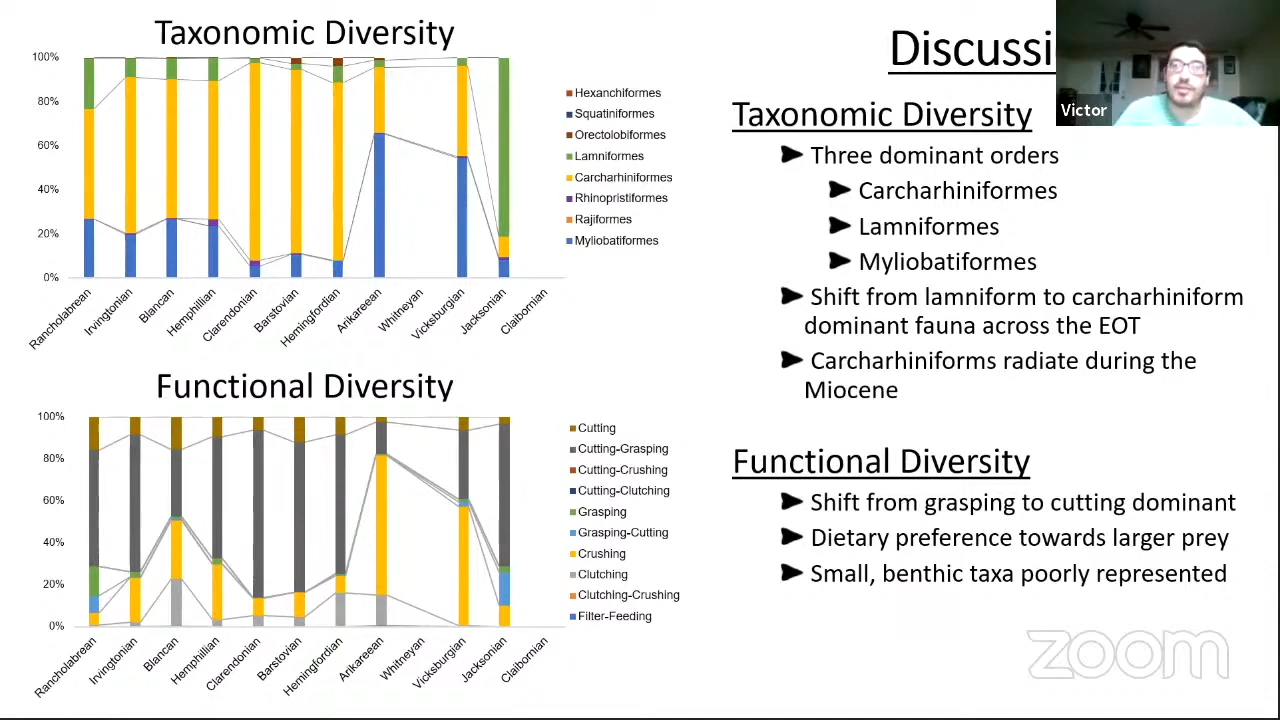 Taxonomic Diversity
100%
80%
60%
40%
20%
0%
Rancholabrean
Irvingtonian
Blancan
Hemphillian
Clarendonian
Barstovian
Hemingfordian
Arikareean
Whitneyan
Vicksburgian
Jacksonian
Claibornian
Hexanchiformes
Squatiniformes
Orectolobiformes
Lamniformes
Carcharhiniformes
Rhinopristiformes
Rajiformes
Myliobatiformes
Functional Diversity
100%
80%
60%
40%
20%
0%
Rancholabrean
Irvingtonian
Blancan
Hemphillian
Clarendonian
Barstovian
Hemingfordian
Arikareean
Whitneyan
Vicksburgian
Jacksonian
Claibornian
Cutting
Cutting-Grasping
Cutting-Crushing
Cutting-Clutching
Grasping
Grasping-Cutting
Crushing
Clutching
Clutching-Crushing
Filter-Feeding
Discussi
Victor
Taxonomic Diversity
Three dominant orders
Carcharhiniformes
Lamniformes
Myliobatiformes
Shift from lamniform to carcharhiniform
dominant fauna across the EOT
Carcharhiniforms radiate during the
Miocene
Functional Diversity
Shift from grasping to cutting dominant
Dietary preference towards larger prey
Small, benthic taxa poorly represented
zoom